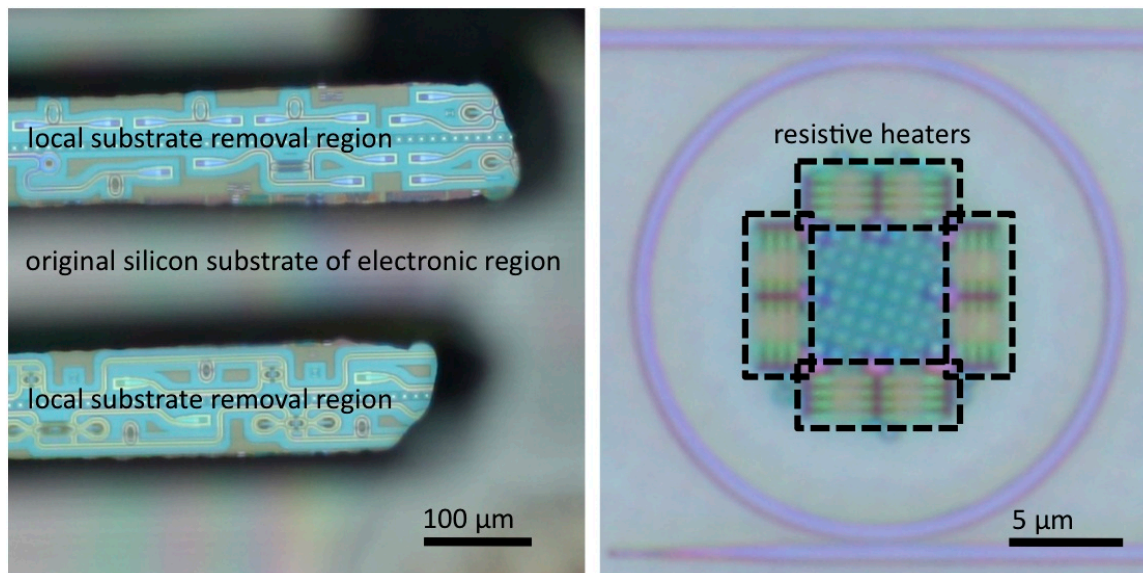 local substrate removal region
original silicon substrate of electronic region
local substrate removal region
100 µm
resistive heaters
5 µm